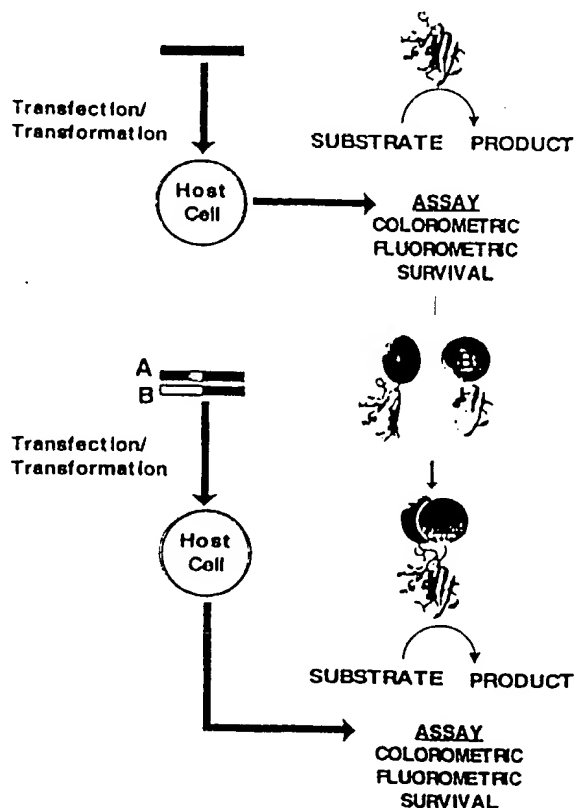 Transfection/
Transformation
Host
Cell
SUBSTRATE PRODUCT
ASSAY
COLOROMETRIC
FLUOROMETRIC
SURVIVAL
A
B
Transfection/
Transformation
Host
Cell
B
SUBSTRATE PRODUCT
ASSAY
COLOROMETRIC
FLUOROMETRIC
SURVIVAL